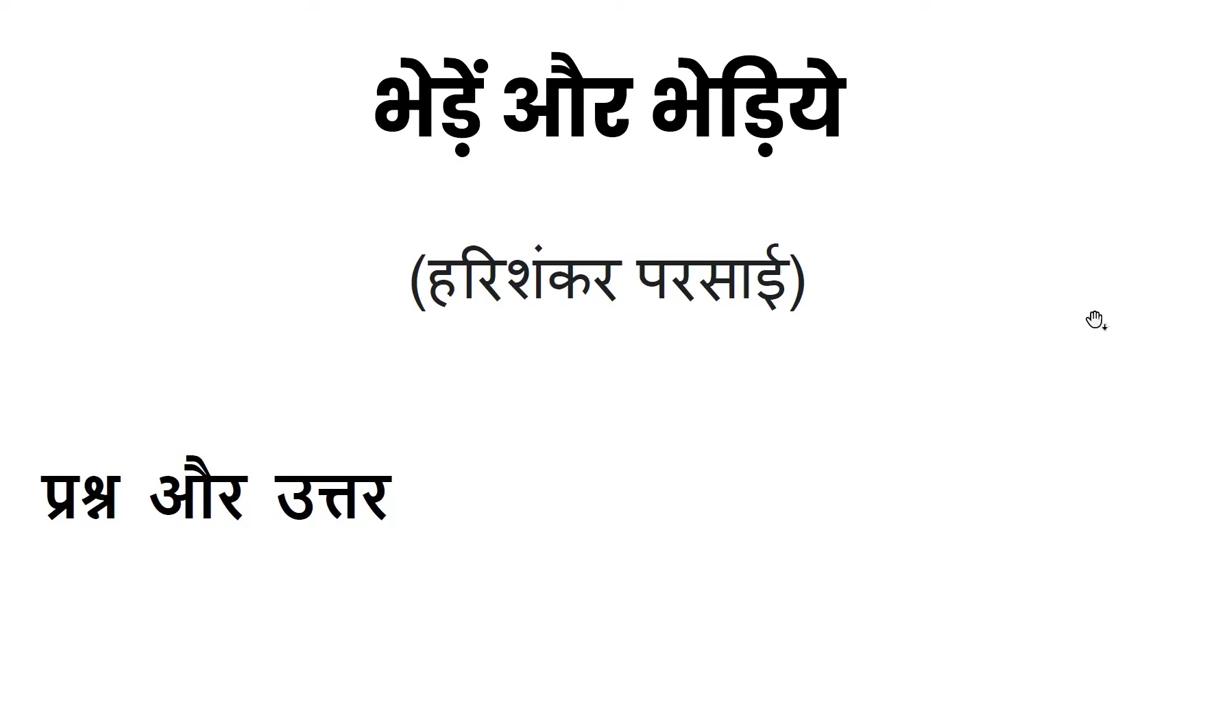 भेड़ें और भेड़िये
(हरिशंकर परसाई)
प्रश्न और उत्तर